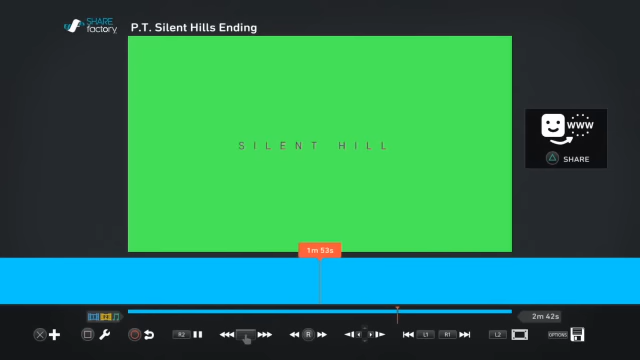 SHARE
factory
P.T. Silent Hills Ending
SILENT HILL
WWW
SHARE
1m 53s
2m 42s
R2
R
L1
R1
L2
OPTIONS